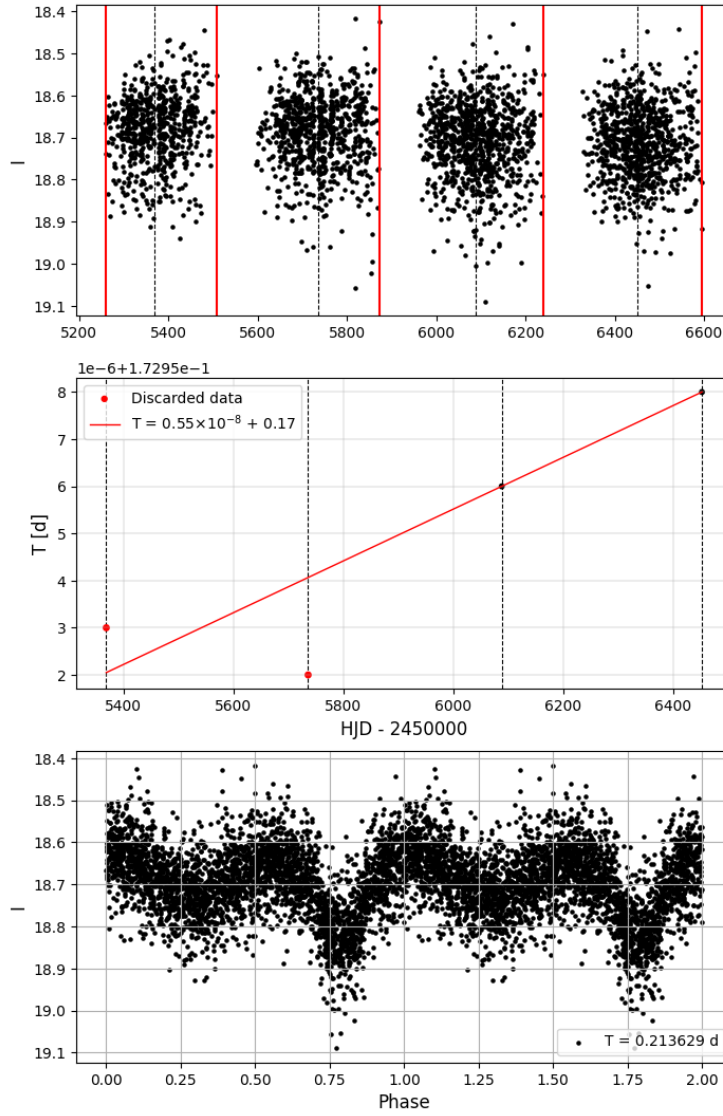 18.4
18.5
18.6
18.7
18.8
18.9
19.0
19.1
I
5200 5400 5600 5800 6000 6200 6400 6600
1e-6+1.7295e-1
8
7
6
5
4
3
2
T [d]
Discarded data
T = 0.55×10⁻⁸ + 0.17
5400 5600 5800 6000 6200 6400
HJD - 2450000
18.4
18.5
18.6
18.7
18.8
18.9
19.0
19.1
I
T = 0.213629 d
0.00 0.25 0.50 0.75 1.00 1.25 1.50 1.75 2.00
Phase